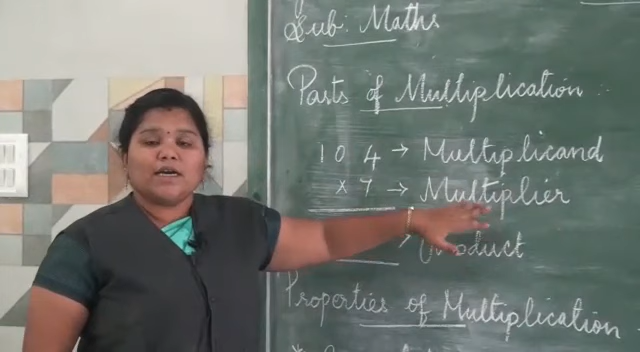 Sub: Maths
Parts of Multiplication
104 → Multiplicand
× 7 → Multiplier
→ Product
Properties of Multiplication